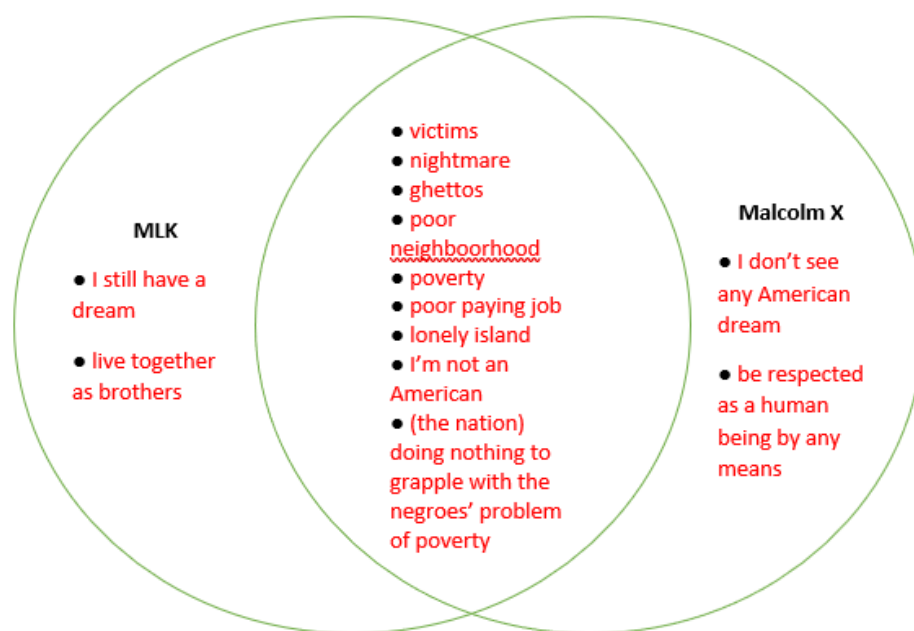 MLK
● I still have a
dream
● live together
as brothers
● victims
● nightmare
● ghettos
● poor
neighboorhood
● poverty
● poor paying job
● lonely island
● I'm not an
American
● (the nation)
doing nothing to
grapple with the
negroes' problem
of poverty
Malcolm X
● I don't see
any American
dream
● be respected
as a human
being by any
means